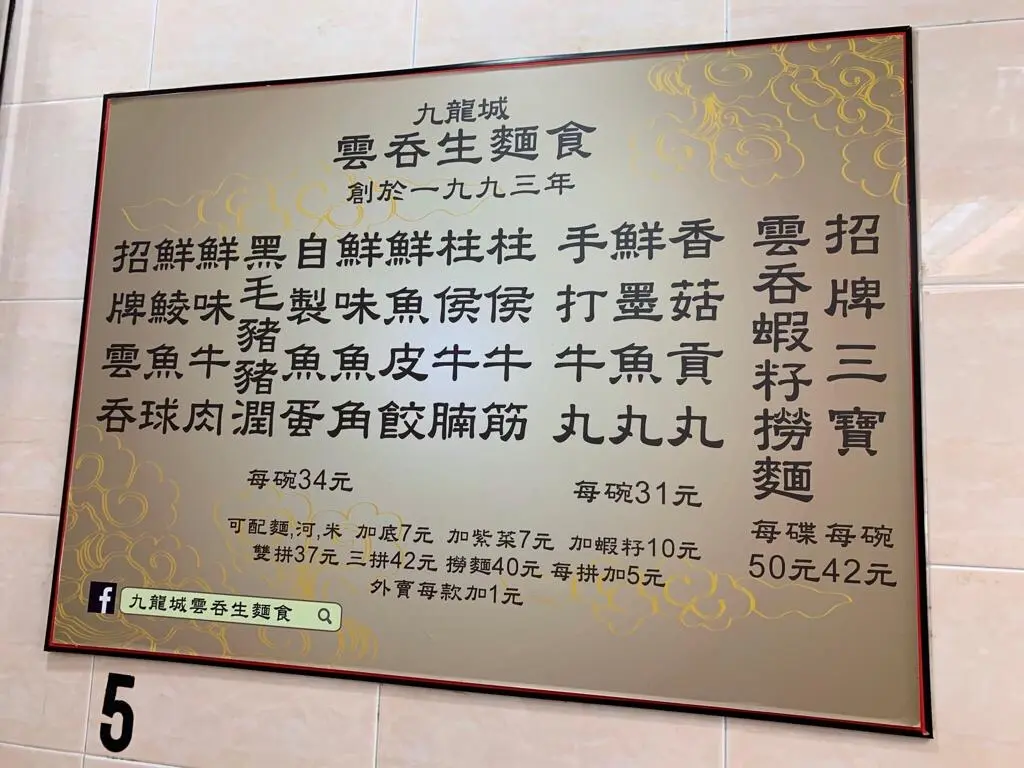 九龍城
雲吞生麵食
創於一九九三年
招牌三寶
每碗
42元
雲吞蝦籽撈麵
每碟
50元
香菇貢丸
鮮墨魚丸
手打牛丸
每碗31元
柱侯牛筋
柱侯牛腩
鮮魚皮餃
鮮味魚角
自製魚蛋
黑毛豬豬潤
鮮味牛肉
鮮鯪魚球
招牌雲吞
每碗34元
可配麵,河,米 加底7元 加紫菜7元 加蝦籽10元
雙拼37元 三拼42元 撈麵40元 每拼加5元
外賣每款加1元
f 九龍城雲吞生麵食
5